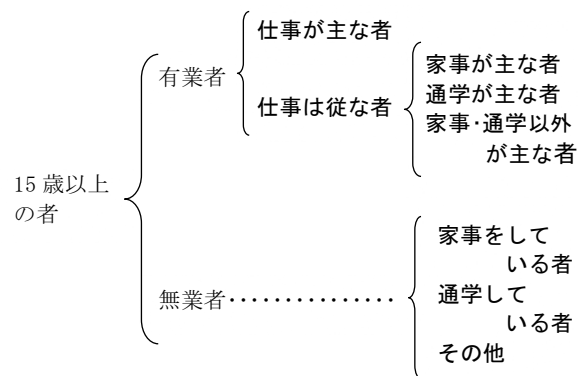 仕事が主な者
有業者
仕事は従な者
家事が主な者
通学が主な者
家事・通学以外
が主な者
15歳以上
の者
無業者・・・・・・・・・・・・・・・
家事をして
いる者
通学して
いる者
その他